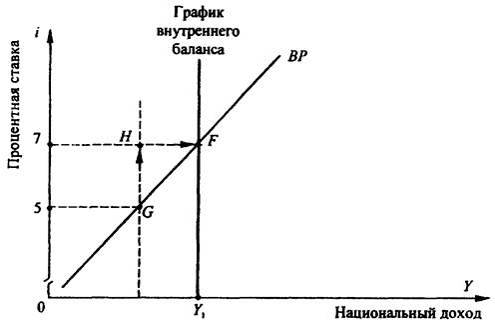 График
внутреннего
баланса
i
BP
Процентная ставка
7
H
F
5
G
0
Y₁
Y
Национальный доход